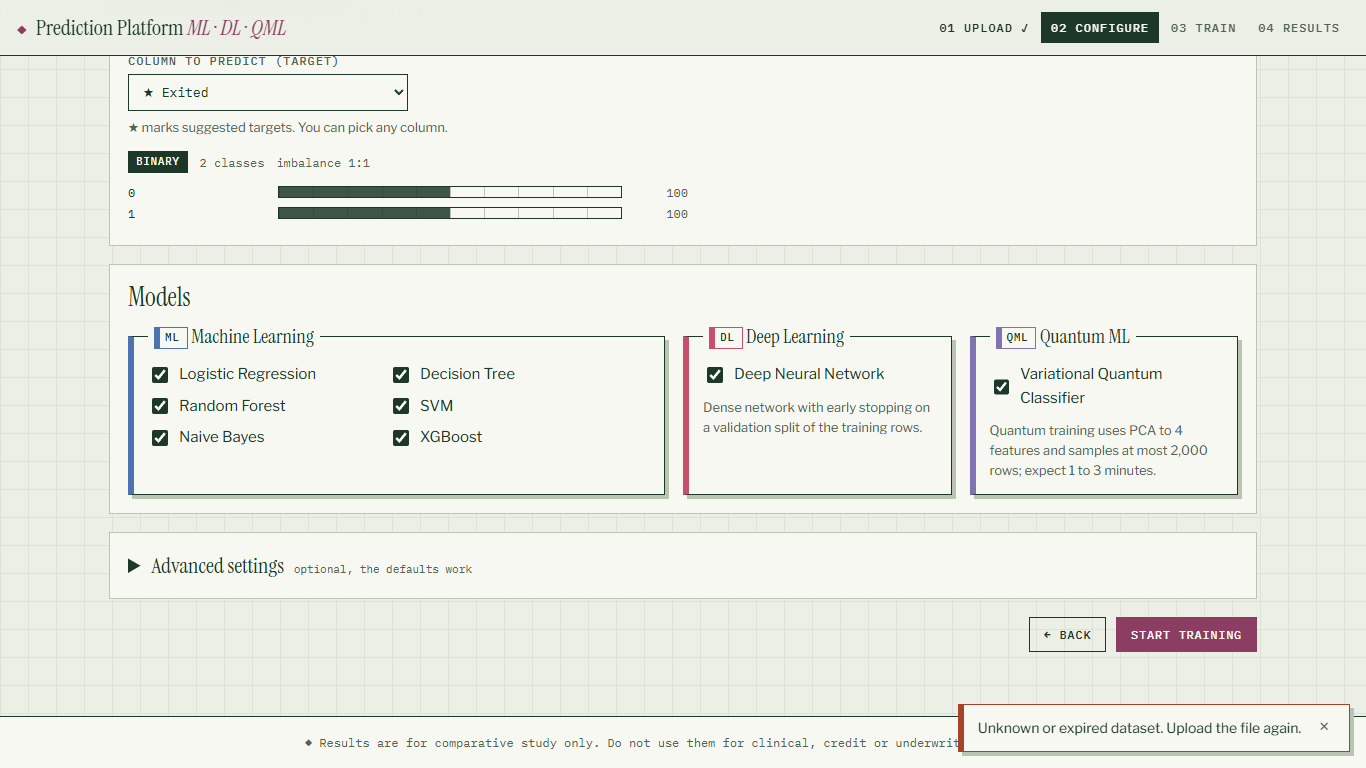 ◆ Prediction Platform ML · DL · QML
01 UPLOAD ✓ 02 CONFIGURE 03 TRAIN 04 RESULTS
COLUMN TO PREDICT (TARGET)
★ Exited
★ marks suggested targets. You can pick any column.
BINARY 2 classes imbalance 1:1
0 100
1 100
Models
ML Machine Learning
Logistic Regression
Decision Tree
Random Forest
SVM
Naive Bayes
XGBoost
DL Deep Learning
Deep Neural Network
Dense network with early stopping on
a validation split of the training rows.
QML Quantum ML
Variational Quantum
Classifier
Quantum training uses PCA to 4
features and samples at most 2,000
rows; expect 1 to 3 minutes.
▶ Advanced settings optional, the defaults work
← BACK
START TRAINING
◆ Results are for comparative study only. Do not use them for clinical, credit or underwrit
Unknown or expired dataset. Upload the file again. ✕